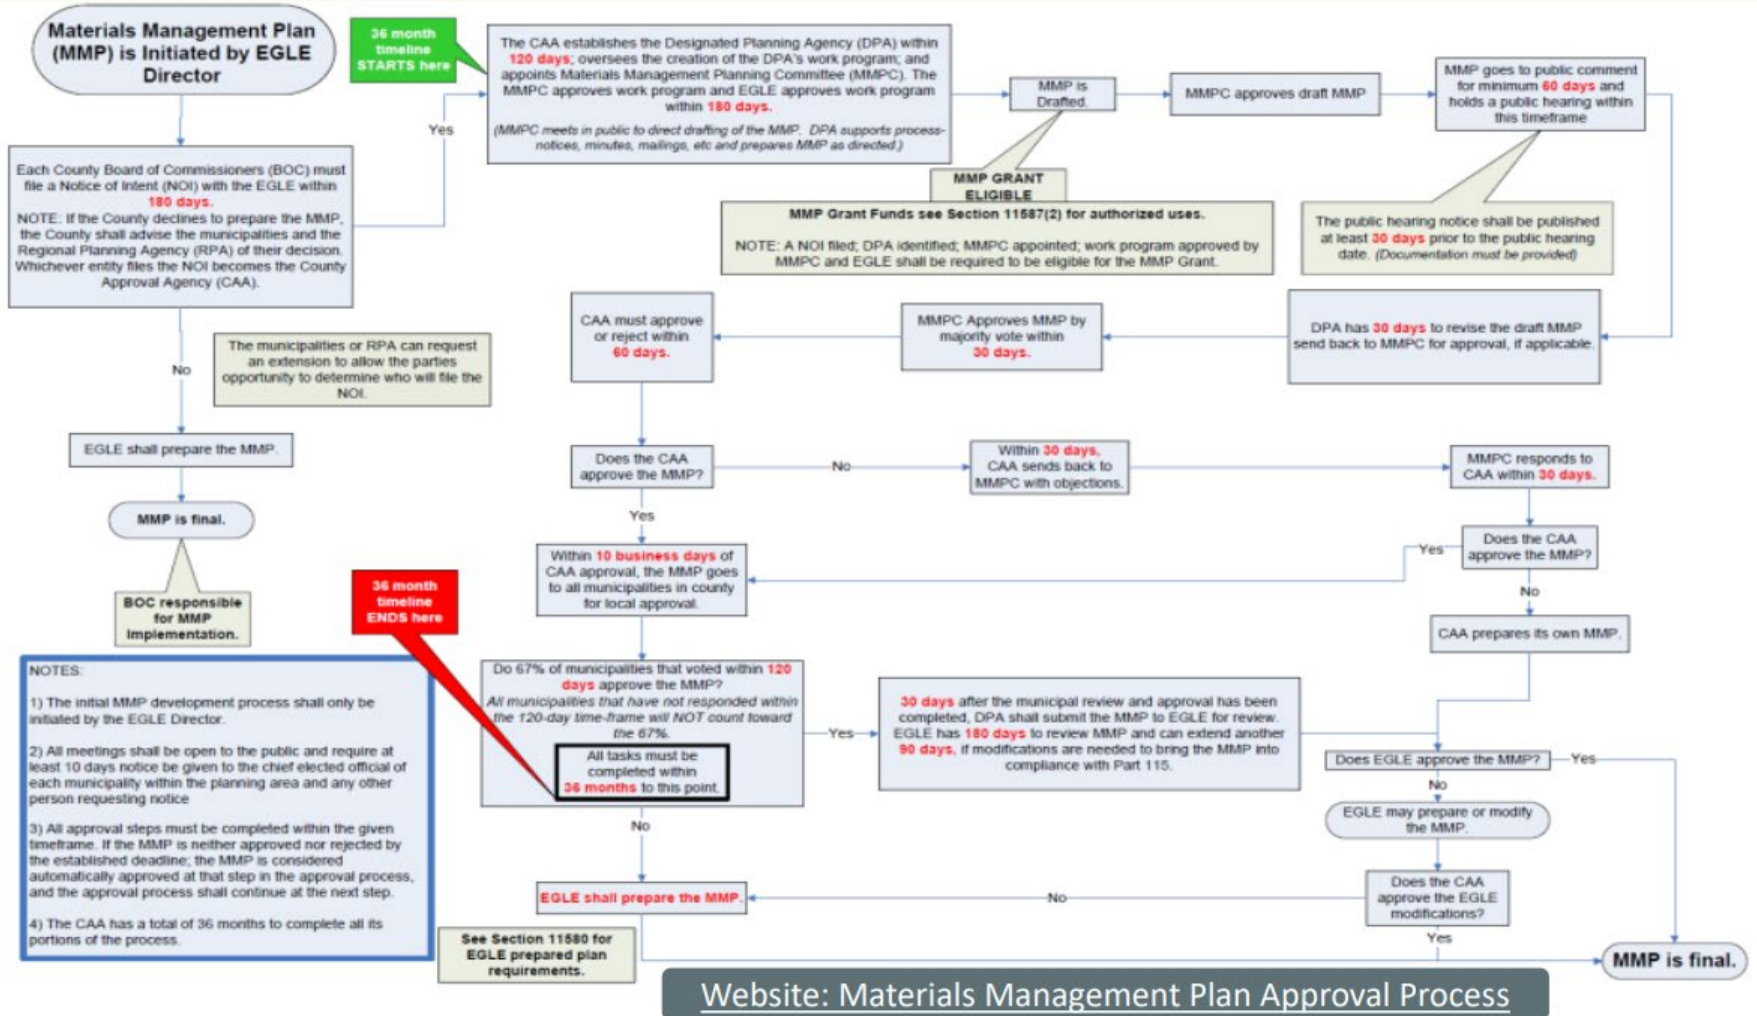 Materials Management Plan
(MMP) is Initiated by EGLE
Director
36 month
timeline
STARTS here
The CAA establishes the Designated Planning Agency (DPA) within
120 days; oversees the creation of the DPA's work program; and
appoints Materials Management Planning Committee (MMPC). The
MMPC approves work program and EGLE approves work program
within 180 days.
(MMPC meets in public to direct drafting of the MMP. DPA supports process-
notices, minutes, mailings, etc and prepares MMP as directed.)
MMP is
Drafted.
MMPC approves draft MMP
MMP goes to public comment
for minimum 60 days and
holds a public hearing within
this timeframe
Yes
Each County Board of Commissioners (BOC) must
file a Notice of Intent (NOI) with the EGLE within
180 days.
NOTE: If the County declines to prepare the MMP,
the County shall advise the municipalities and the
Regional Planning Agency (RPA) of their decision.
Whichever entity files the NOI becomes the County
Approval Agency (CAA).
MMP GRANT
ELIGIBLE
MMP Grant Funds see Section 11587(2) for authorized uses.
NOTE: A NOI filed; DPA identified; MMPC appointed; work program approved by
MMPC and EGLE shall be required to be eligible for the MMP Grant.
The public hearing notice shall be published
at least 30 days prior to the public hearing
date. (Documentation must be provided)
CAA must approve
or reject within
60 days.
MMPC Approves MMP by
majority vote within
30 days.
DPA has 30 days to revise the draft MMP
send back to MMPC for approval, if applicable.
No
The municipalities or RPA can request
an extension to allow the parties
opportunity to determine who will file the
NOI.
EGLE shall prepare the MMP.
MMP is final.
BOC responsible
for MMP
Implementation.
Does the CAA
approve the MMP?
No
Within 30 days,
CAA sends back to
MMPC with objections.
MMPC responds to
CAA within 30 days.
Yes
Does the CAA
approve the MMP?
Yes
Within 10 business days of
CAA approval, the MMP goes
to all municipalities in county
for local approval.
No
CAA prepares its own MMP.
36 month
timeline
ENDS here
Do 67% of municipalities that voted within 120
days approve the MMP?
All municipalities that have not responded within
the 120-day time-frame will NOT count toward
the 67%.
All tasks must be
completed within
36 months to this point.
Yes
30 days after the municipal review and approval has been
completed, DPA shall submit the MMP to EGLE for review.
EGLE has 180 days to review MMP and can extend another
90 days, if modifications are needed to bring the MMP into
compliance with Part 115.
Does EGLE approve the MMP?
Yes
No
EGLE may prepare or modify
the MMP.
Does the CAA
approve the EGLE
modifications?
No
No
EGLE shall prepare the MMP.
See Section 11580 for
EGLE prepared plan
requirements.
Yes
MMP is final.
NOTES:
1) The initial MMP development process shall only be
initiated by the EGLE Director.
2) All meetings shall be open to the public and require at
least 10 days notice be given to the chief elected official of
each municipality within the planning area and any other
person requesting notice
3) All approval steps must be completed within the given
timeframe. If the MMP is neither approved nor rejected by
the established deadline; the MMP is considered
automatically approved at that step in the approval process,
and the approval process shall continue at the next step.
4) The CAA has a total of 36 months to complete all its
portions of the process.
Website: Materials Management Plan Approval Process